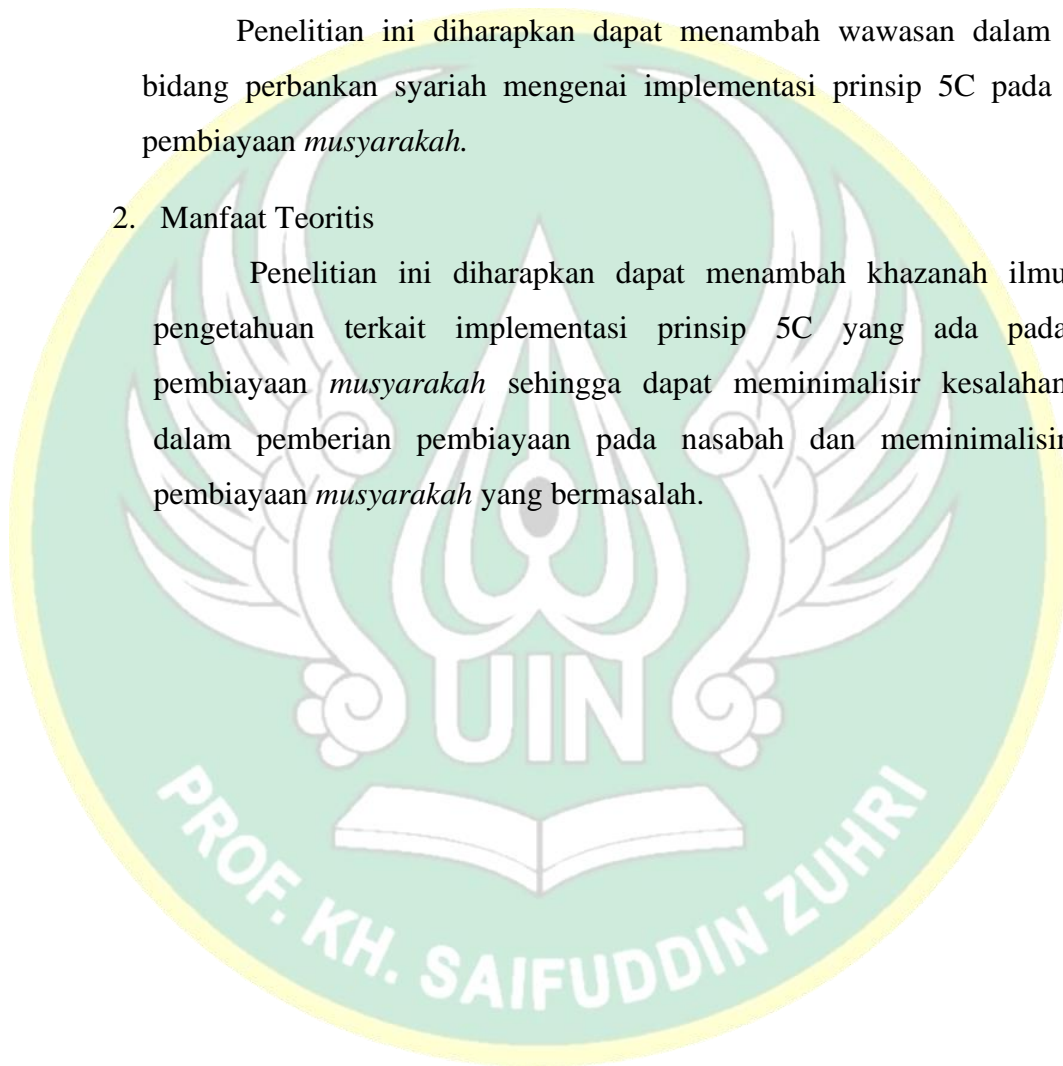 Penelitian ini diharapkan dapat menambah wawasan dalam
bidang perbankan syariah mengenai implementasi prinsip 5C pada
pembiayaan musyarakah.
2. Manfaat Teoritis
Penelitian ini diharapkan dapat menambah khazanah ilmu
pengetahuan terkait implementasi prinsip 5C yang ada pada
pembiayaan musyarakah sehingga dapat meminimalisir kesalahan
dalam pemberian pembiayaan pada nasabah dan meminimalisir
pembiayaan musyarakah yang bermasalah.
UIN
PROF. KH. SAIFUDDIN ZUHRI